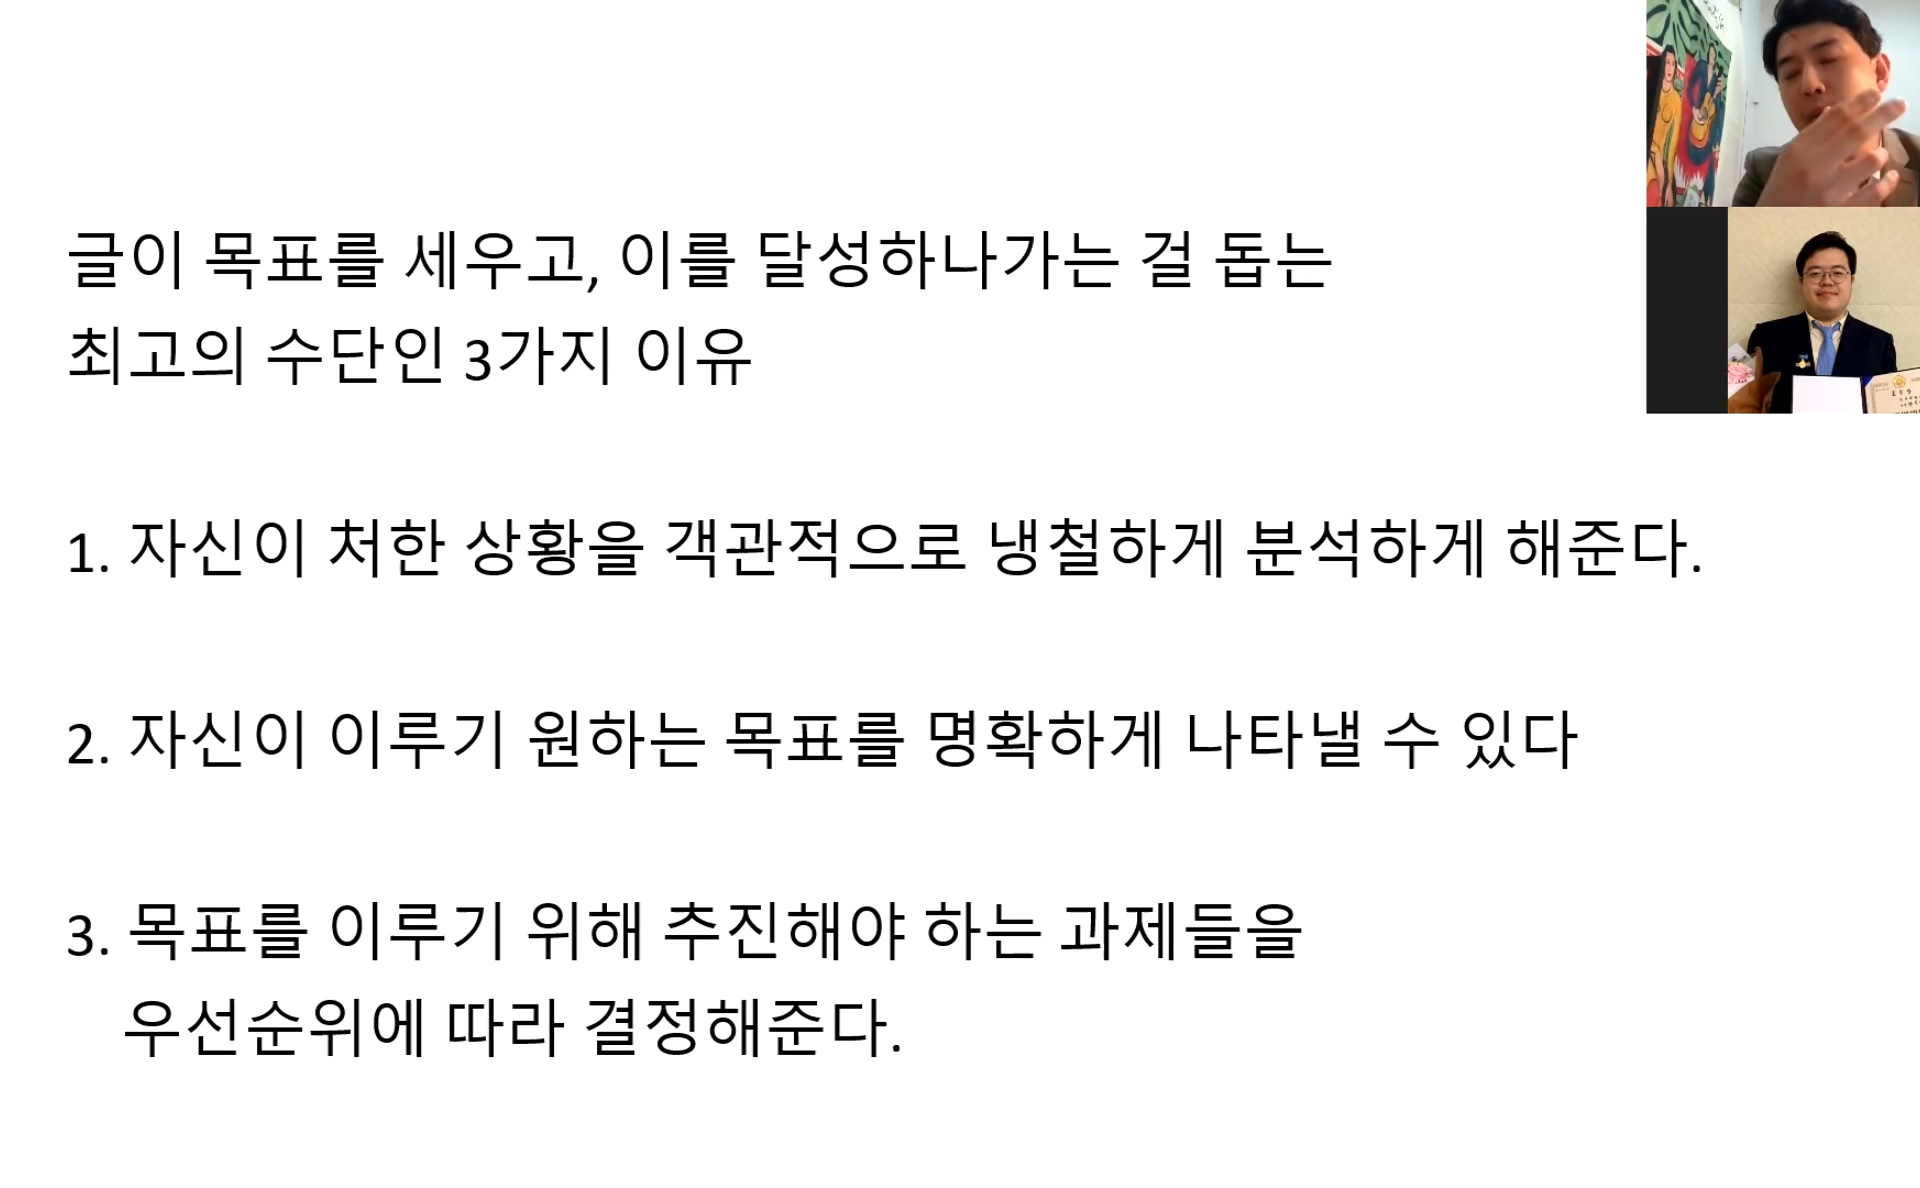 글이 목표를 세우고, 이를 달성하나가는 걸 돕는
최고의 수단인 3가지 이유
1. 자신이 처한 상황을 객관적으로 냉철하게 분석하게 해준다.
2. 자신이 이루기 원하는 목표를 명확하게 나타낼 수 있다
3. 목표를 이루기 위해 추진해야 하는 과제들을
우선순위에 따라 결정해준다.